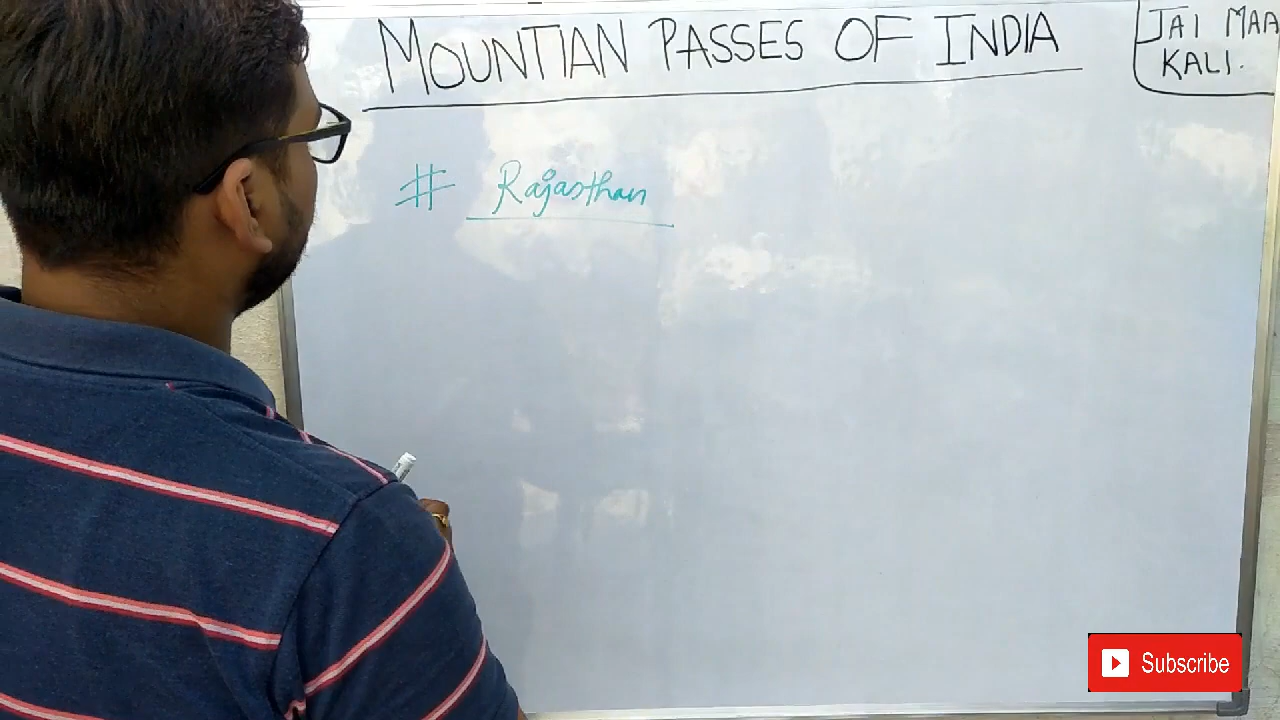 MOUNTIAN PASSES OF INDIA
JAI MAA
KALI.
# Rajasthan
Subscribe